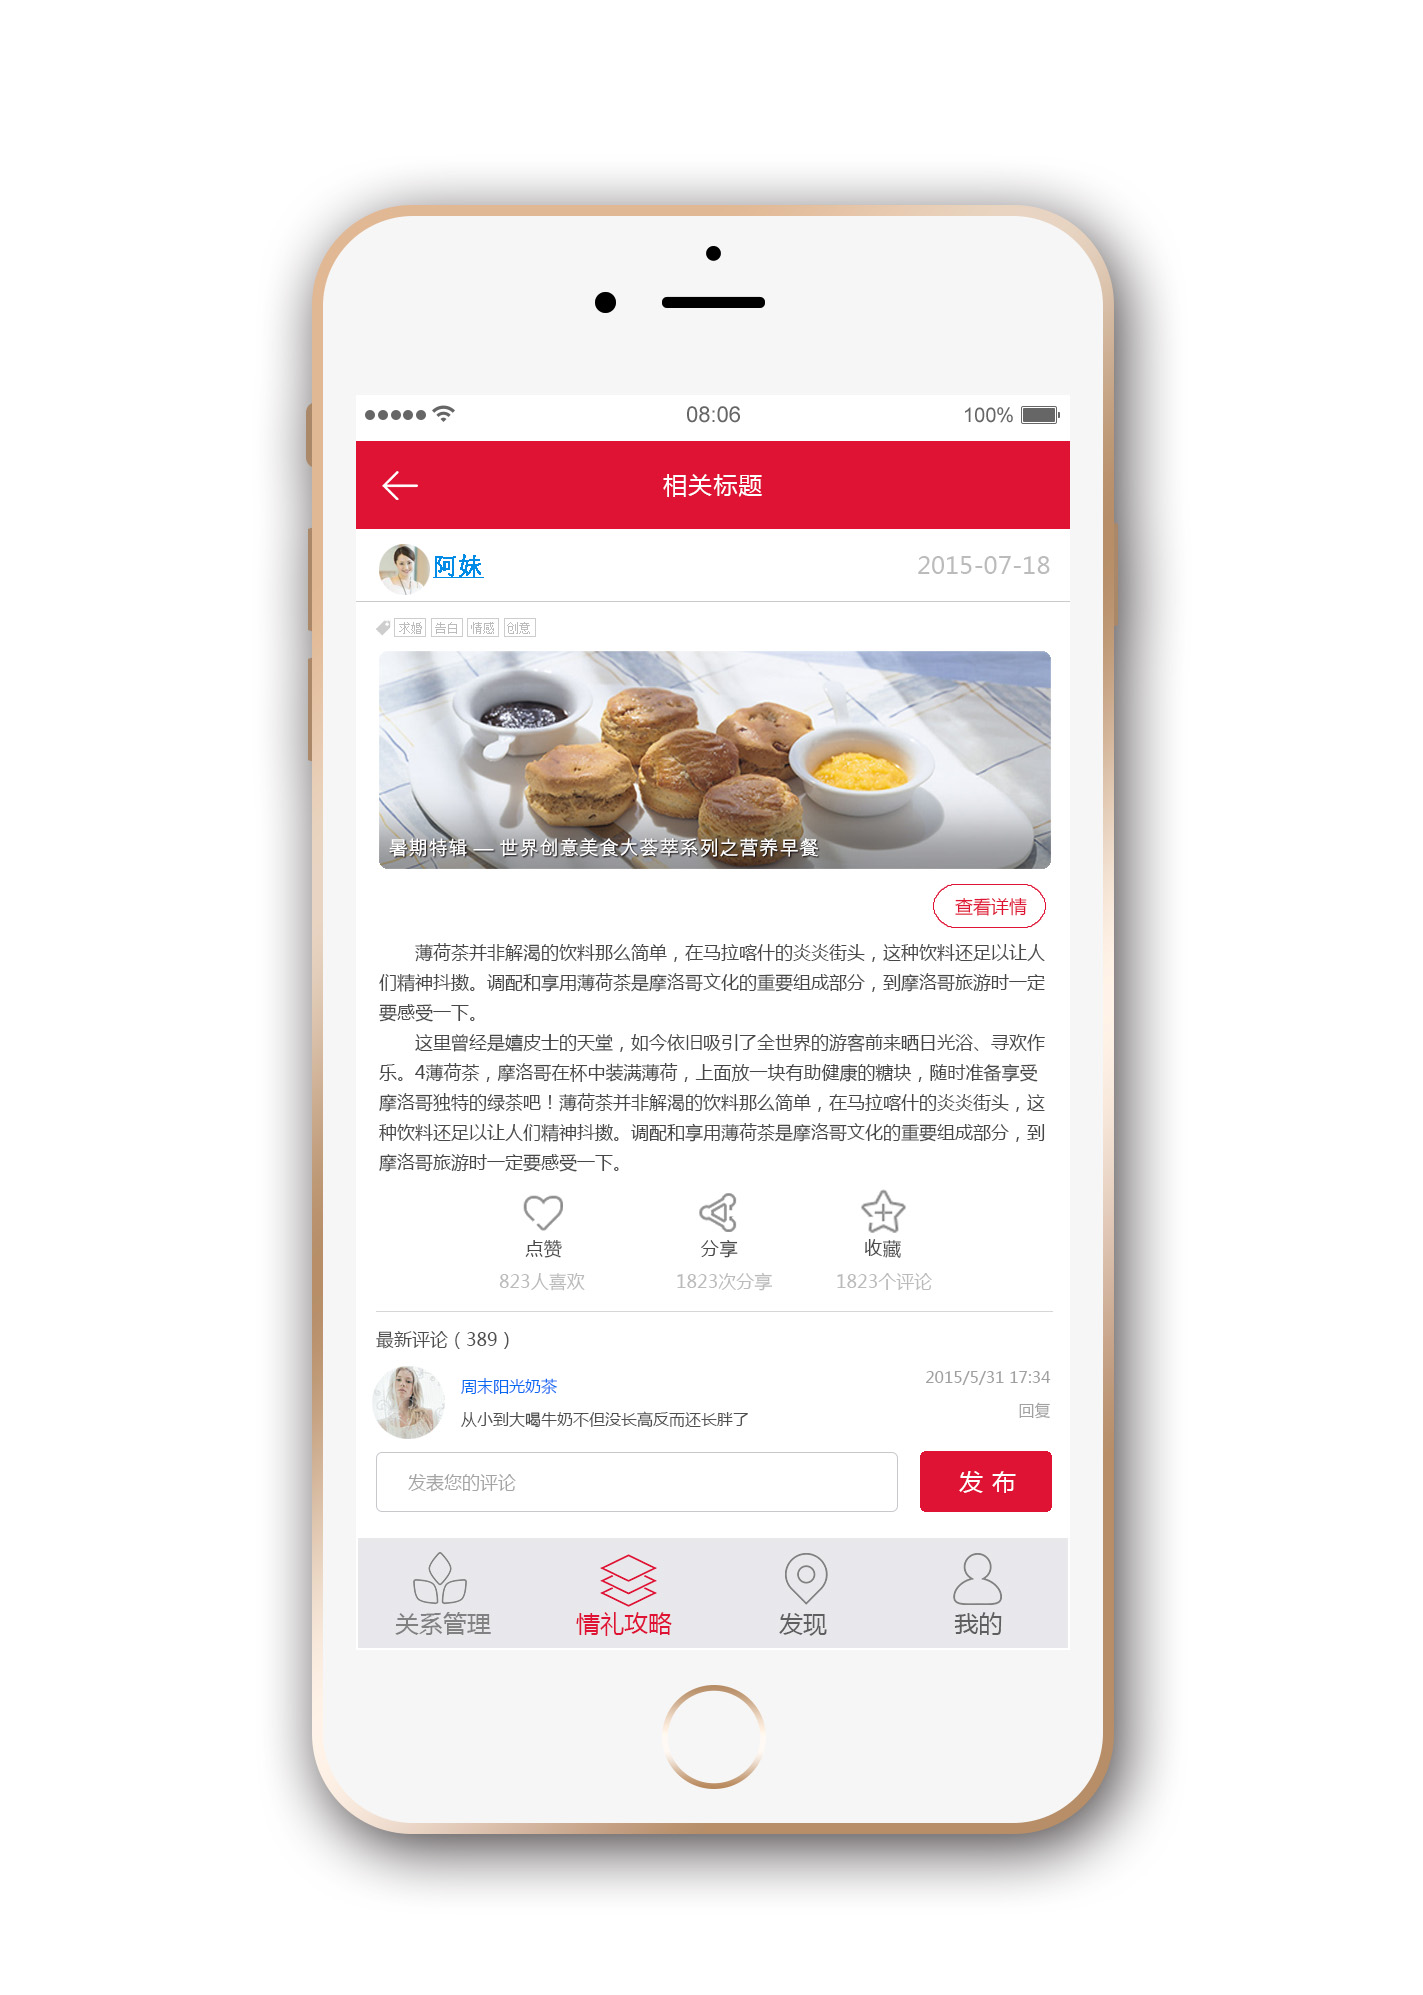 08:06
100%
相关标题
阿妹
2015-07-18
求婚 告白 情感 创意
暑期特辑 — 世界创意美食大荟萃系列之营养早餐
查看详情
薄荷茶并非解渴的饮料那么简单，在马拉喀什的炎炎街头，这种饮料还足以让人
们精神抖擞。调配和享用薄荷茶是摩洛哥文化的重要组成部分，到摩洛哥旅游时一定
要感受一下。
这里曾经是嬉皮士的天堂，如今依旧吸引了全世界的游客前来晒日光浴、寻欢作
乐。4薄荷茶，摩洛哥在杯中装满薄荷，上面放一块有助健康的糖块，随时准备享受
摩洛哥独特的绿茶吧！薄荷茶并非解渴的饮料那么简单，在马拉喀什的炎炎街头，这
种饮料还足以让人们精神抖擞。调配和享用薄荷茶是摩洛哥文化的重要组成部分，到
摩洛哥旅游时一定要感受一下。
点赞 分享 收藏
823人喜欢 1823次分享 1823个评论
最新评论（389）
周末阳光奶茶
2015/5/31 17:34
从小到大喝牛奶不但没长高反而还长胖了
回复
发表您的评论
发 布
关系管理 情礼攻略 发现 我的